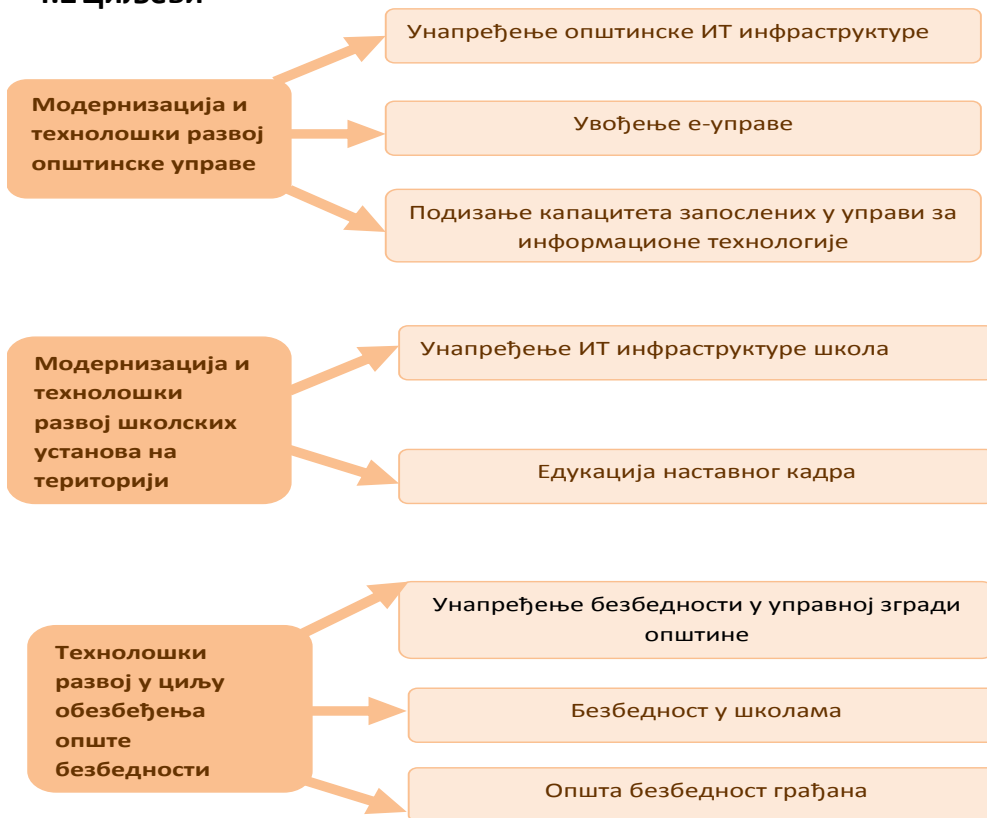 Циљеви
Унапређење општинске ИТ инфраструктуре
Модернизација и
технолошки развој
општинске управе
Увођење е-управе
Подизање капацитета запослених у управи за
информационе технологије
Унапређење ИТ инфраструктуре школа
Модернизација и
технолошки
развој школских
установа на
територији
Едукација наставног кадра
Унапређење безбедности у управној згради
општине
Технолошки
развој у циљу
обезбеђења
опште
безбедности
Безбедност у школама
Општа безбедност грађана